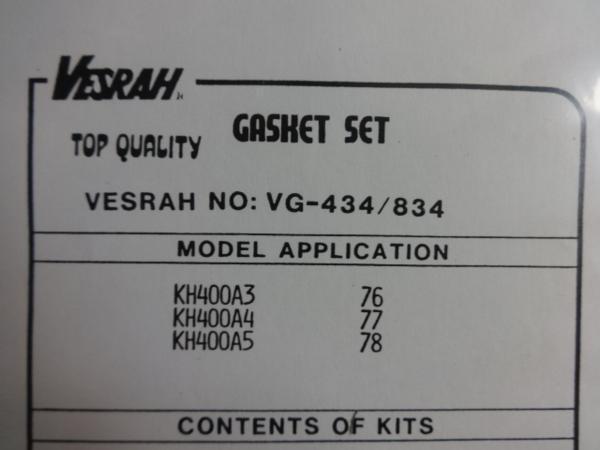 VESRAH
GASKET SET
TOP QUALITY
VESRAH NO: VG-434/834
MODEL APPLICATION
KH400A3 76
KH400A4 77
KH400A5 78
CONTENTS OF KITS